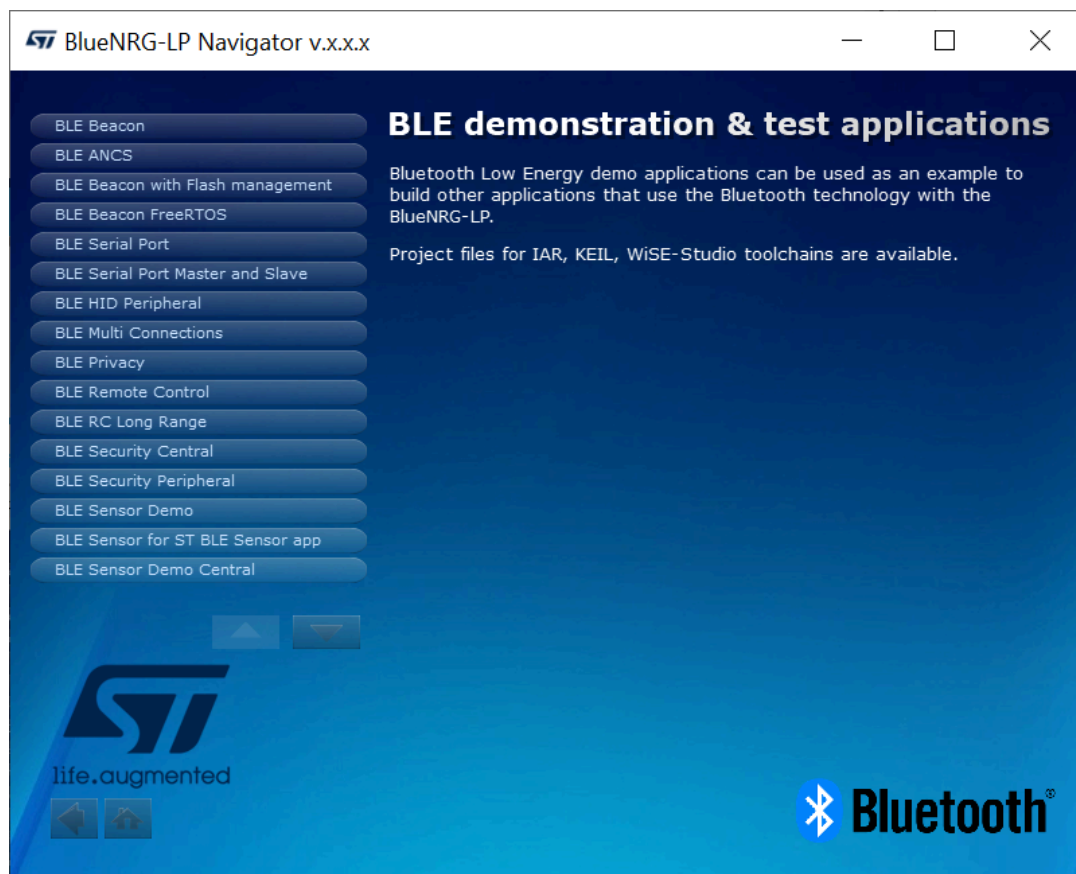 ST BlueNRG-LP Navigator v.x.x.x
BLE Beacon
BLE ANCS
BLE Beacon with Flash management
BLE Beacon FreeRTOS
BLE Serial Port
BLE Serial Port Master and Slave
BLE HID Peripheral
BLE Multi Connections
BLE Privacy
BLE Remote Control
BLE RC Long Range
BLE Security Central
BLE Security Peripheral
BLE Sensor Demo
BLE Sensor for ST BLE Sensor app
BLE Sensor Demo Central
BLE demonstration & test applications
Bluetooth Low Energy demo applications can be used as an example to
build other applications that use the Bluetooth technology with the
BlueNRG-LP.
Project files for IAR, KEIL, WiSE-Studio toolchains are available.
ST
life.augmented
Bluetooth®